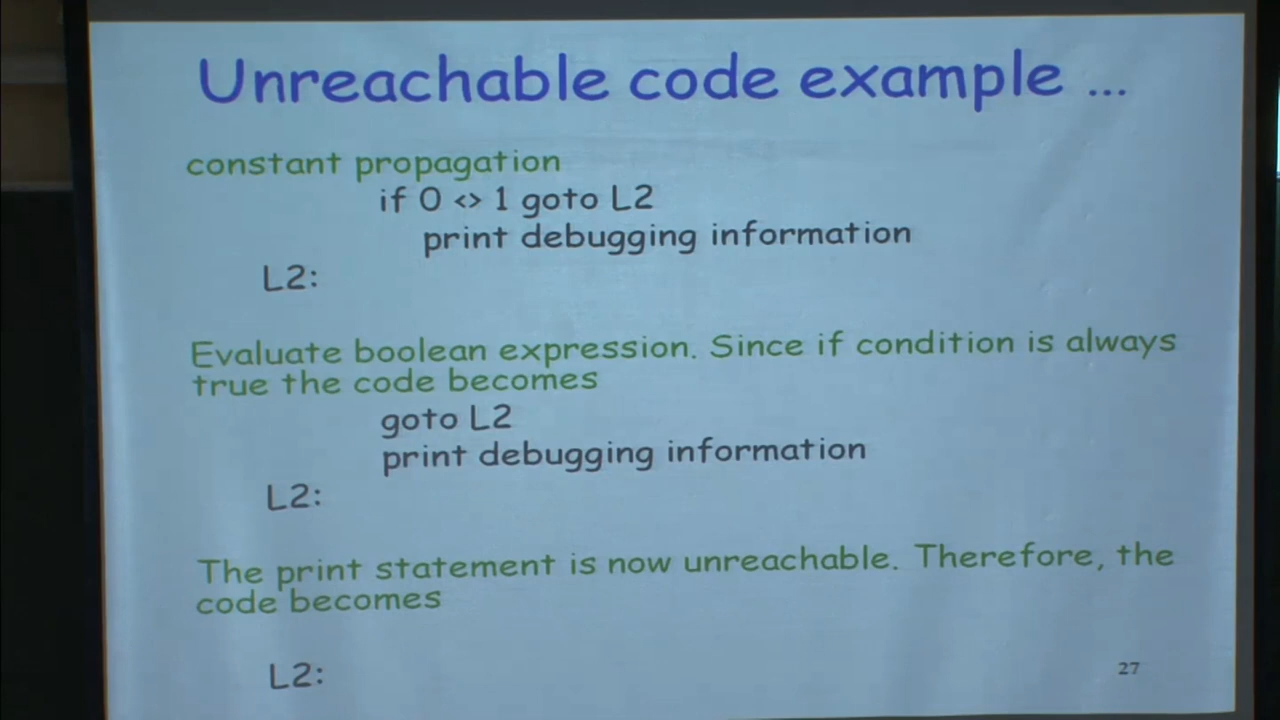 Unreachable code example ...
constant propagation
if 0 <> 1 goto L2
print debugging information
L2:
Evaluate boolean expression. Since if condition is always
true the code becomes
goto L2
print debugging information
L2:
The print statement is now unreachable. Therefore, the
code becomes
L2:
27